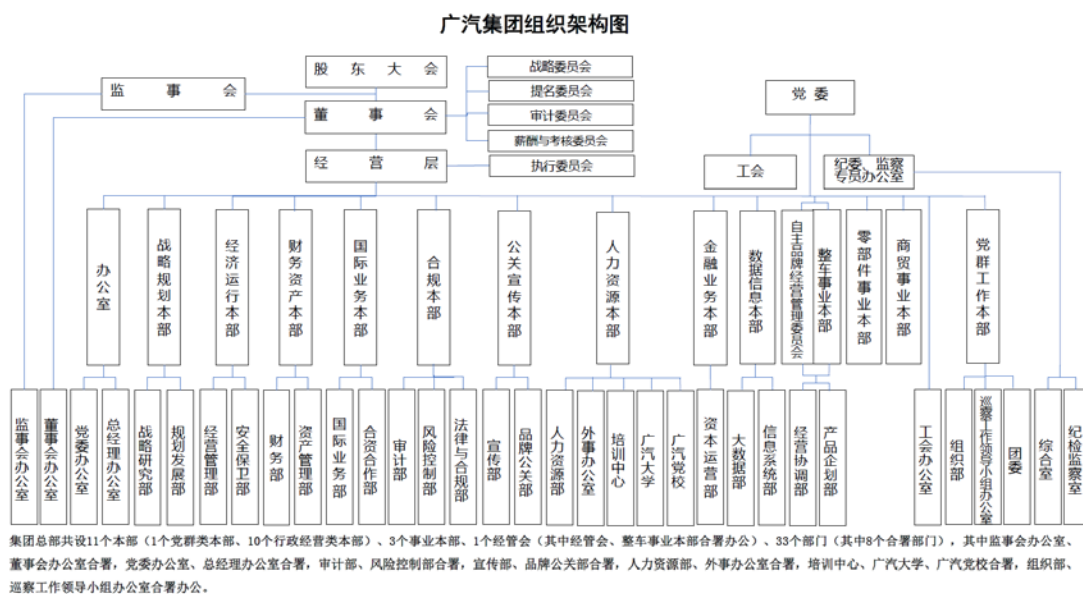 广汽集团组织架构图
股东大会
监事会
董事会
经营层
战略委员会
提名委员会
审计委员会
薪酬与考核委员会
执行委员会
党委
工会
纪委、监察
专员办公室
办公室
战略规划本部
经济运行本部
财务资产本部
国际业务本部
合规本部
公关宣传本部
人力资源本部
金融业务本部
数据信息本部
自主品牌经营管理委员会
整车事业本部
零部件事业本部
商贸事业本部
党群工作本部
监事会办公室
董事会办公室
党委办公室
总经理办公室
战略研究部
规划发展部
经营管理部
安全保卫部
财务部
资产管理部
国际业务部
合资合作部
审计部
风险控制部
法律与合规部
宣传部
品牌公关部
人力资源部
外事办公室
培训中心
广汽大学
广汽党校
资本运营部
大数据部
信息系统部
经营协调部
产品企划部
工会办公室
组织部
巡察工作领导小组办公室
团委
综合室
纪检监察室
集团总部共设11个本部（1个党群类本部、10个行政经营类本部）、3个事业本部、1个经管会（其中经管会、整车事业本部合署办公）、33个部门（其中8个合署部门），其中监事会办公室、
董事会办公室合署，党委办公室、总经理办公室合署，审计部、风险控制部合署，宣传部、品牌公关部合署，人力资源部、外事办公室合署，培训中心、广汽大学、广汽党校合署，组织部、
巡察工作领导小组办公室合署办公。